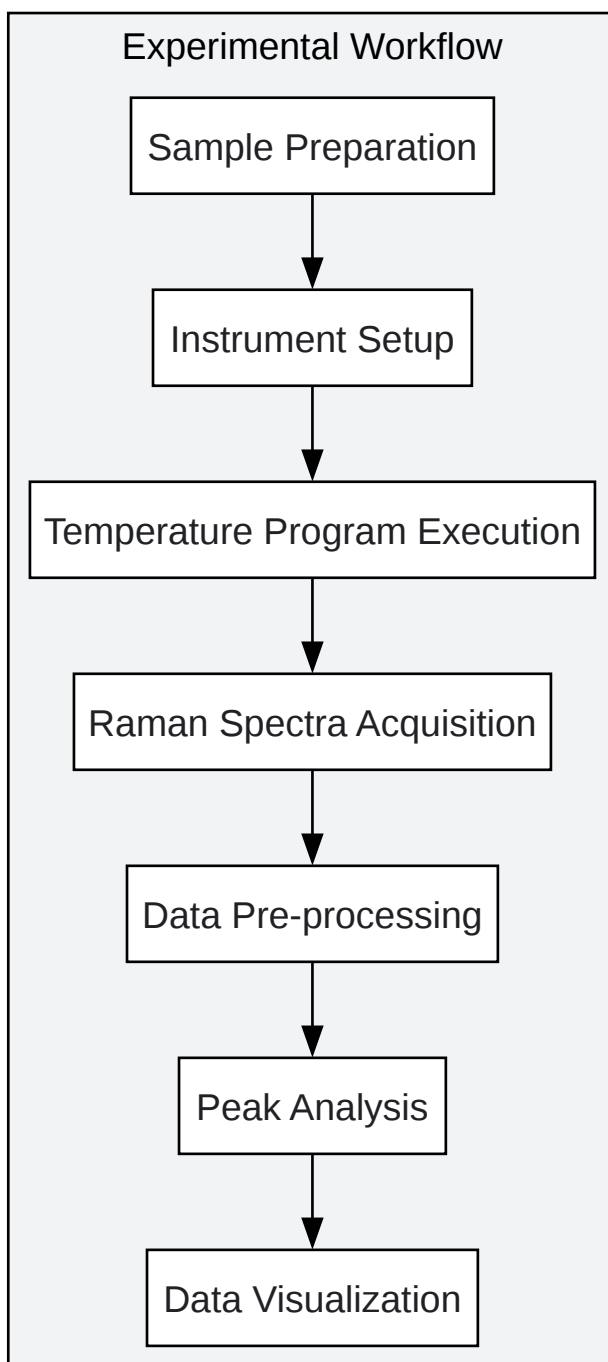 Experimental Workflow
Sample Preparation
Instrument Setup
Temperature Program Execution
Raman Spectra Acquisition
Data Pre-processing
Peak Analysis
Data Visualization